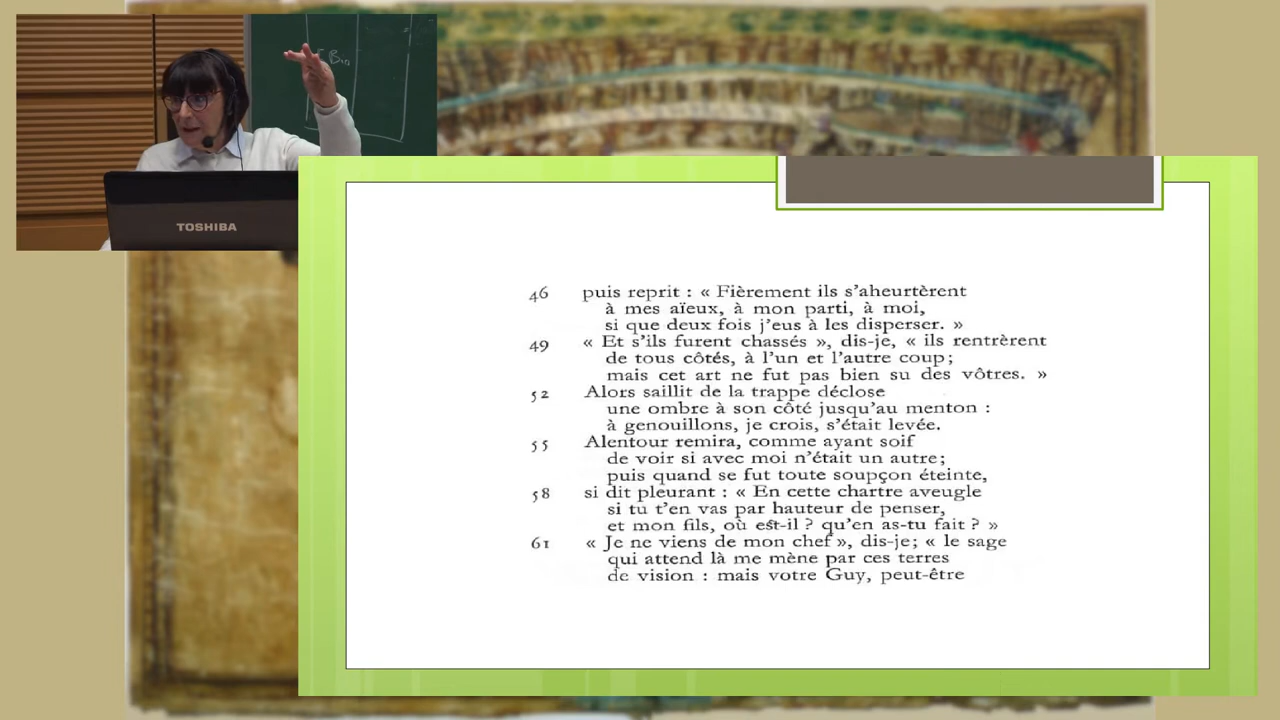 TOSHIBA
46 puis reprit : « Fièrement ils s'aheurtèrent
à mes aïeux, à mon parti, à moi,
si que deux fois j'eus à les disperser. »
49 « Et s'ils furent chassés », dis-je, « ils rentrèrent
de tous côtés, à l'un et l'autre coup;
mais cet art ne fut pas bien su des vôtres. »
52 Alors saillit de la trappe déclose
une ombre à son côté jusqu'au menton :
à genouillons, je crois, s'était levée.
55 Alentour remira, comme ayant soif
de voir si avec moi n'était un autre;
puis quand se fut toute soupçon éteinte,
58 si dit pleurant : « En cette chartre aveugle
si tu t'en vas par hauteur de penser,
et mon fils, où est-il ? qu'en as-tu fait ? »
61 « Je ne viens de mon chef », dis-je; « le sage
qui attend là me mène par ces terres
de vision : mais votre Guy, peut-être